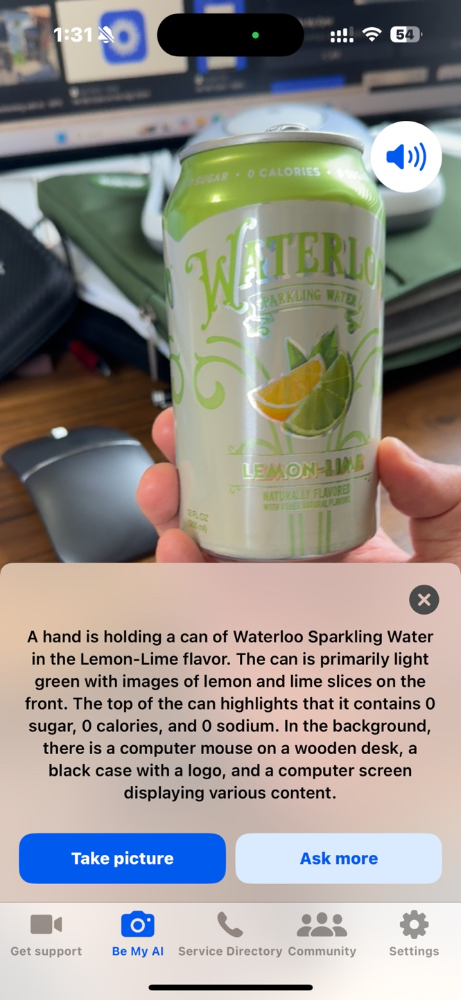 1:31
54
SUGAR • 0 CALORIES •
WATERLOO
SPARKLING WATER
LEMON-LIME
NATURALLY FLAVORED
WITH OTHER NATURAL FLAVORS
12 FL OZ
(355 ml)
A hand is holding a can of Waterloo Sparkling Water
in the Lemon-Lime flavor. The can is primarily light
green with images of lemon and lime slices on the
front. The top of the can highlights that it contains 0
sugar, 0 calories, and 0 sodium. In the background,
there is a computer mouse on a wooden desk, a
black case with a logo, and a computer screen
displaying various content.
Take picture
Ask more
Get support
Be My AI
Service Directory
Community
Settings